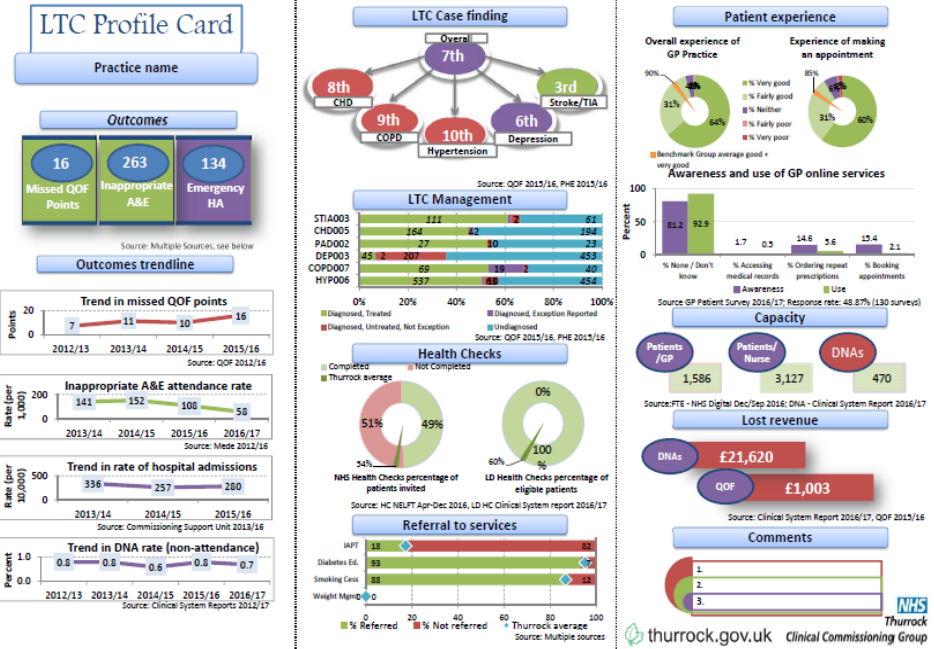 LTC Profile Card
Practice name
Outcomes
16
Missed QOF
Points
263
Inappropriate
A&E
134
Emergency
HA
Source: Multiple Sources, see below
Outcomes trendline
Trend in missed QOF points
Points
20
0
7
11
10
16
2012/13 2013/14 2014/15 2015/16
Source: QOF 2012/16
Inappropriate A&E attendance rate
Rate (per
1,000)
200
0
141
152
108
58
2013/14 2014/15 2015/16 2016/17
Source: Mede 2012/16
Trend in rate of hospital admissions
Rate (per
10,000)
500
0
336
257
280
2013/14 2014/15 2015/16
Source: Commissioning Support Unit 2013/16
Trend in DNA rate (non-attendance)
Percent
1.0
0.0
0.8
0.8
0.6
0.8
0.7
2012/13 2013/14 2014/15 2015/16 2016/17
Source: Clinical System Reports 2012/17
LTC Case finding
Overall
7th
8th
CHD
3rd
Stroke/TIA
9th
COPD
6th
Depression
10th
Hypertension
Source: QOF 2015/16, PHE 2015/16
LTC Management
STIA003 111 7 61
CHD005 164 42 194
PAD002 27 10 23
DEP003 45 2 207 453
COPD007 69 19 2 40
HYP006 537 454
0% 20% 40% 60% 80% 100%
Diagnosed, Treated
Diagnosed, Exception Reported
Diagnosed, Untreated, Not Exception
Undiagnosed
Source: QOF 2015/16, PHE 2015/16
Health Checks
Completed
Not Completed
Thurrock average
51%
49%
54%
NHS Health Checks percentage of
patients invited
0%
100
%
60%
LD Health Checks percentage of
eligible patients
Source: HC NELFT Apr-Dec 2016, LD HC Clinical System report 2016/17
Referral to services
IAPT 18 82
Diabetes Ed. 93 7
Smoking Cess 88 12
Weight Mgm 0 0
0 20 40 60 80 100
% Referred
% Not referred
Thurrock average
Source: Multiple sources
Patient experience
Overall experience of
GP Practice
90%
31%
64%
% Very good
% Fairly good
% Neither
% Fairly poor
% Very poor
Benchmark Group average good +
very good
Experience of making
an appointment
85%
31%
60%
Awareness and use of GP online services
Percent
100
50
0
81.2 92.9
1.7 0.5
14.6 5.6
15.4 2.1
% None / Don't
know
% Accessing
medical records
% Ordering repeat
prescriptions
% Booking
appointments
Awareness
Use
Source GP Patient Survey 2016/17; Response rate: 48.87% (130 surveys)
Capacity
Patients
/GP
1,586
Patients/
Nurse
3,127
DNAs
470
Source:FTE - NHS Digital Dec/Sep 2016; DNA - Clinical System Report 2016/17
Lost revenue
DNAs
£21,620
QOF
£1,003
Source: Clinical System Report 2016/17, QOF 2015/16
Comments
1.
2.
3.
NHS
Thurrock
thurrock.gov.uk
Clinical Commissioning Group